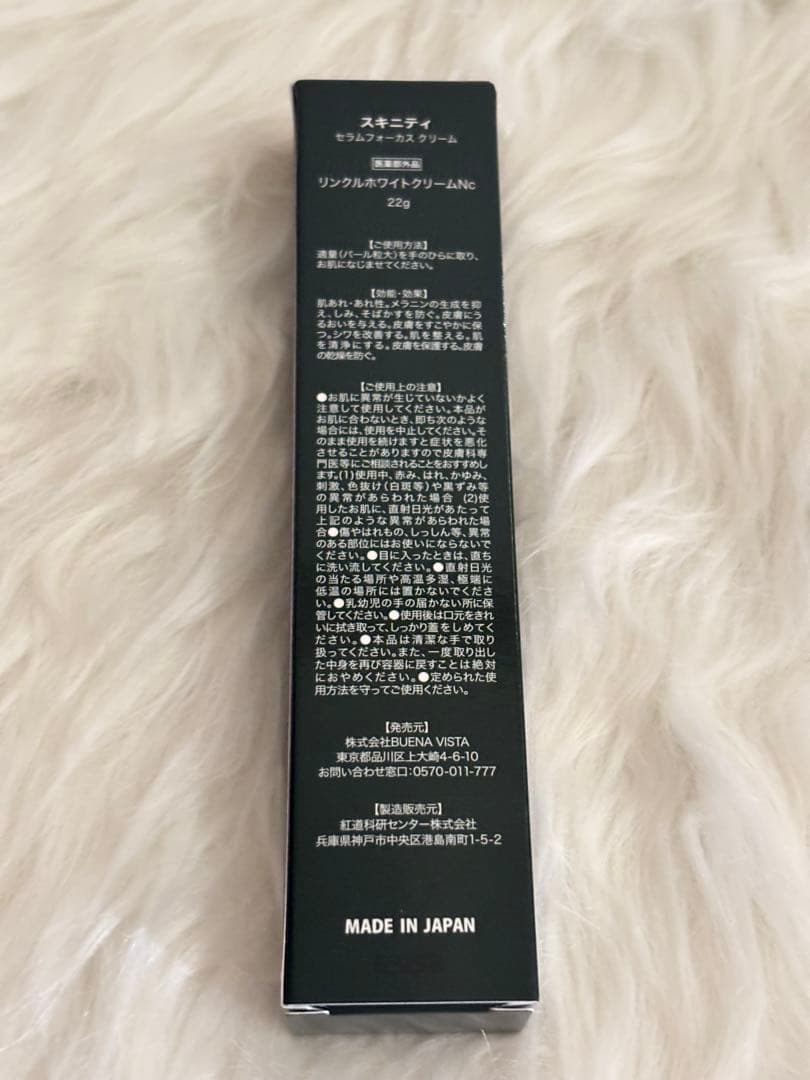 スキニティ
セラムフォーカス クリーム
医薬部外品
リンクルホワイトクリームNc
22g
【ご使用方法】
適量(パール粒大)を手のひらに取り、
お肌になじませてください。
【効能・効果】
肌あれ・あれ性。メラニンの生成を抑
え、しみ、そばかすを防ぐ。皮膚にう
るおいを与える。皮膚をすこやかに保
つ。シワを改善する。肌を整える。肌
を清浄にする。皮膚を保護する。皮膚
の乾燥を防ぐ。
【ご使用上の注意】
●お肌に異常が生じていないかよく
注意して使用してください。本品が
お肌に合わないとき、即ち次のような
場合には、使用を中止してください。そ
のまま使用を続けますと症状を悪化
させることがありますので皮膚科専
門医等にご相談されることをおすすめしま
す。(1)使用中、赤み、はれ、かゆみ、
刺激、色抜け(白斑等)や黒ずみ等
の異常があらわれた場合 (2)使
用したお肌に、直射日光があたって
上記のような異常があらわれた場
合●傷やはれもの、しっしん等、異常
のある部位にはお使いにならないで
ください。●目に入ったときは、直ち
に洗い流してください。●直射日光
の当たる場所や高温多湿、極端に
低温の場所には置かないでくださ
い。●乳幼児の手の届かない所に保
管してください。●使用後は口元をきれ
いに拭き取って、しっかり蓋をしめてく
ださい。●本品は清潔な手で取り
扱ってください。また、一度取り出し
た中身を再び容器に戻すことは絶対
におやめください。●定められた使
用方法を守ってご使用ください。
【発売元】
株式会社BUENA VISTA
東京都品川区上大崎4-6-10
お問い合わせ窓口:0570-011-777
【製造販売元】
紅道科研センター株式会社
兵庫県神戸市中央区港島南町1-5-2
MADE IN JAPAN